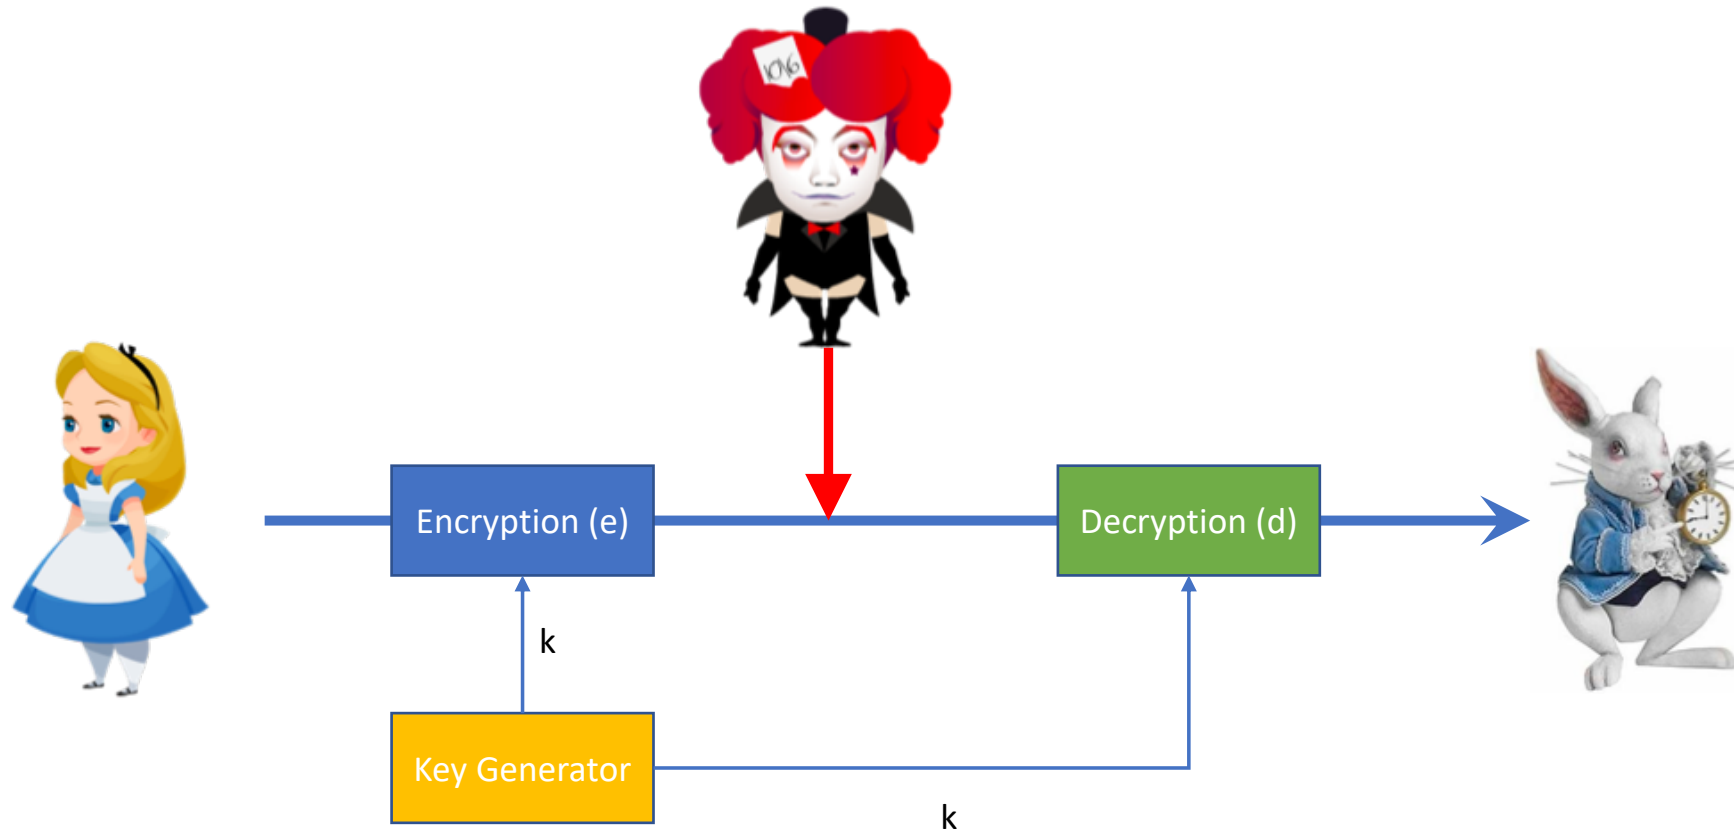 Encryption (e)
Decryption (d)
k
Key Generator
k